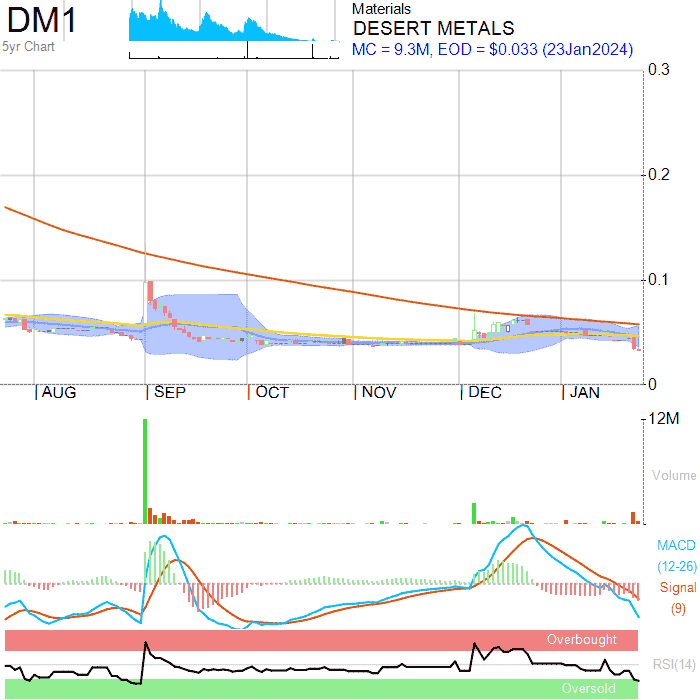 DM1
5yr Chart
Materials
DESERT METALS
MC = 9.3M, EOD = $0.033 (23Jan2024)
0.3
0.2
0.1
0
AUG SEP OCT NOV DEC JAN
12M
Volume
MACD
(12-26)
Signal
(9)
Overbought
RSI(14)
Oversold